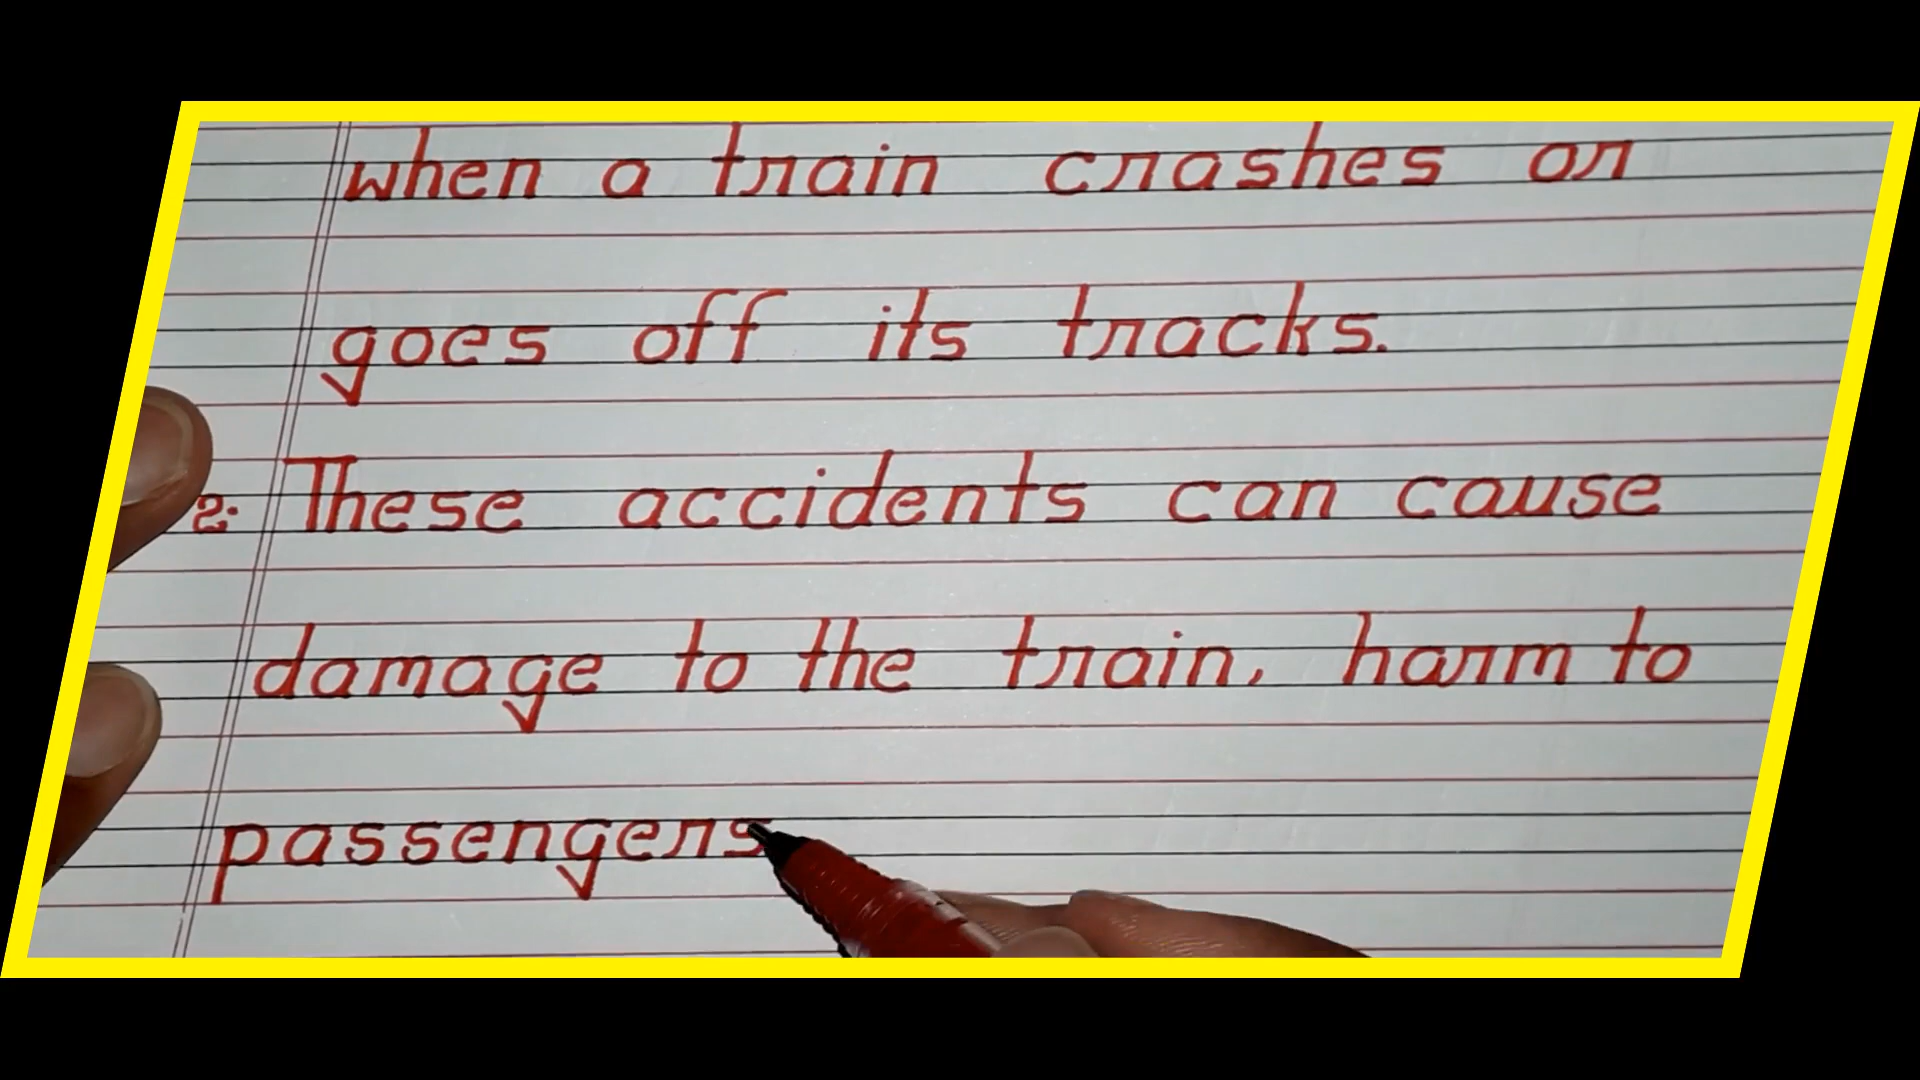 when a train crashes or
goes off its tracks.
2. These accidents can cause
damage to the train, harm to
passengers